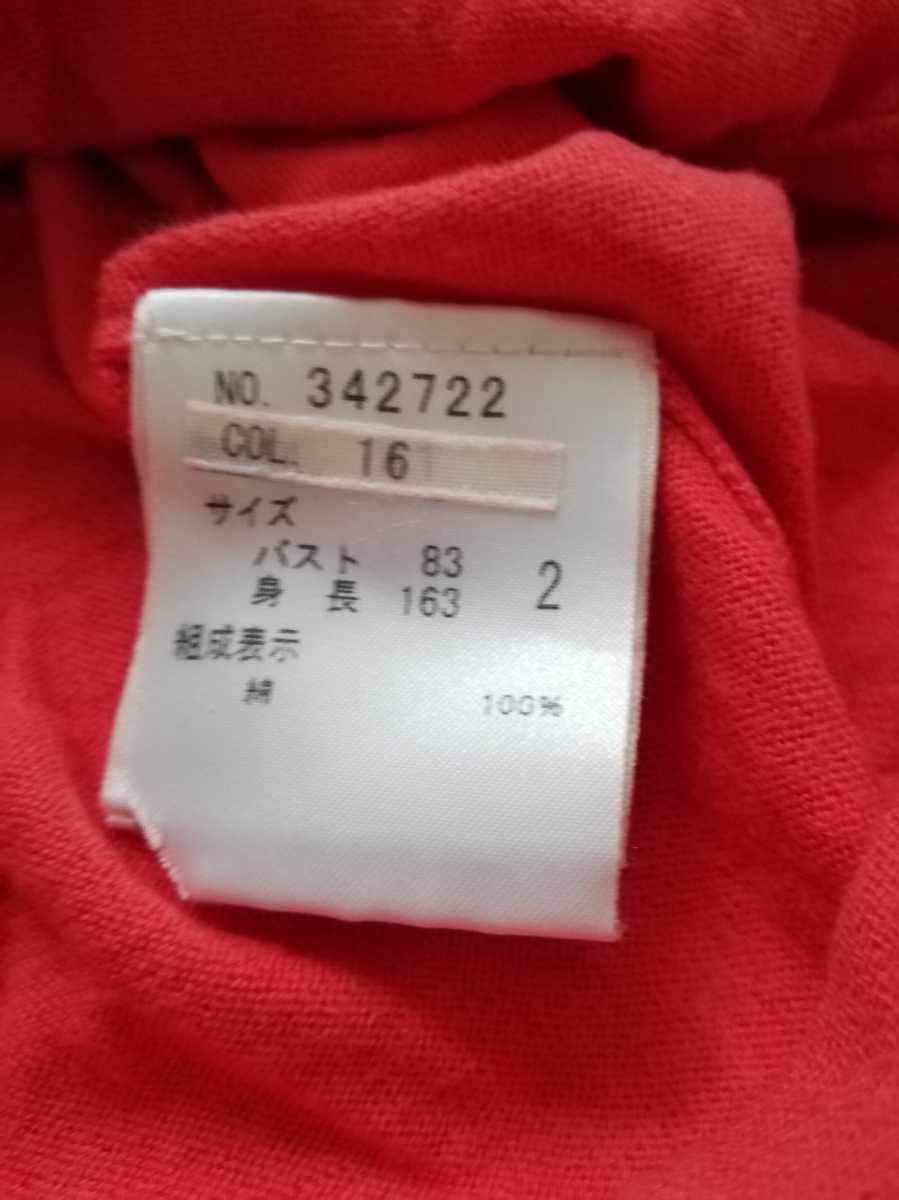 NO. 342722
COL. 16
サイズ
バスト 83
身 長 163 2
組成表示
綿 100%